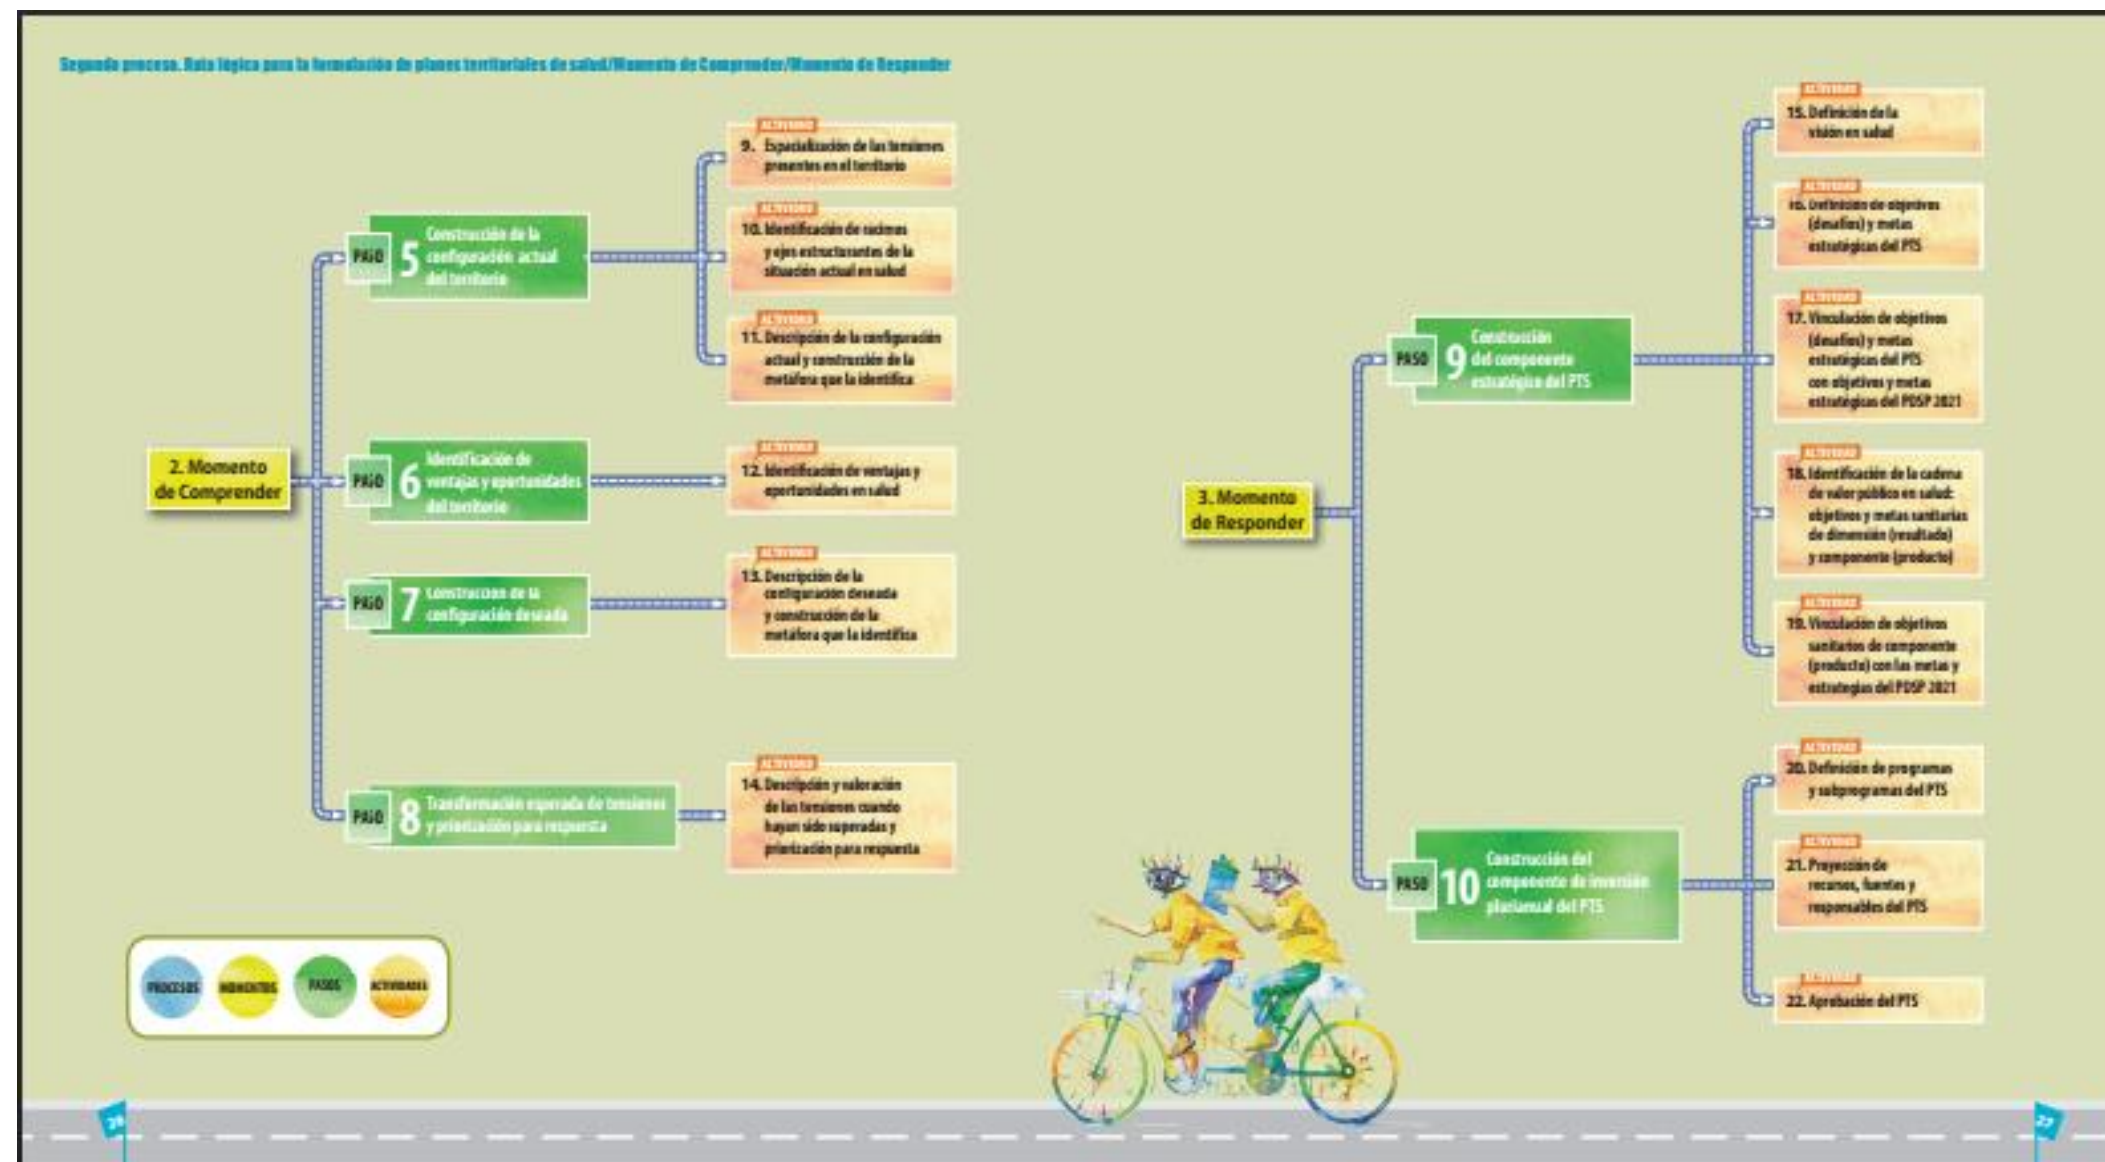 Segundo proceso. Ruta lógica para la formulación de planes territoriales de salud/Momento de Comprender/Momento de Responder
2. Momento
de Comprender
PASO
5
Construcción de la
configuración actual
del territorio
ACTIVIDAD
9. Espacialización de las tensiones
presentes en el territorio
ACTIVIDAD
10. Identificación de racimos
y ejes estructurantes de la
situación actual en salud
ACTIVIDAD
11. Descripción de la configuración
actual y construcción de la
metáfora que la identifica
PASO
6
Identificación de
ventajas y oportunidades
del territorio
ACTIVIDAD
12. Identificación de ventajas y
oportunidades en salud
PASO
7
Construcción de la
configuración deseada
ACTIVIDAD
13. Descripción de la
configuración deseada
y construcción de la
metáfora que la identifica
PASO
8
Transformación esperada de tensiones
y priorización para respuesta
ACTIVIDAD
14. Descripción y valoración
de las tensiones cuando
hayan sido superadas y
priorización para respuesta
PROCESOS
MOMENTOS
PASOS
ACTIVIDADES
26
3. Momento
de Responder
PASO
9
Construcción
del componente
estratégico del PTS
ACTIVIDAD
15. Definición de la
visión en salud
ACTIVIDAD
16. Definición de objetivos
(desafíos) y metas
estratégicas del PTS
ACTIVIDAD
17. Vinculación de objetivos
(desafíos) y metas
estratégicas del PTS
con objetivos y metas
estratégicas del PDSP 2021
ACTIVIDAD
18. Identificación de la cadena
de valor público en salud:
objetivos y metas sanitarias
de dimensión (resultado)
y componente (producto)
ACTIVIDAD
19. Vinculación de objetivos
sanitarios de componente
(producto) con las metas y
estrategias del PDSP 2021
PASO
10
Construcción del
componente de inversión
plurianual del PTS
ACTIVIDAD
20. Definición de programas
y subprogramas del PTS
ACTIVIDAD
21. Proyección de
recursos, fuentes y
responsables del PTS
ACTIVIDAD
22. Aprobación del PTS
27